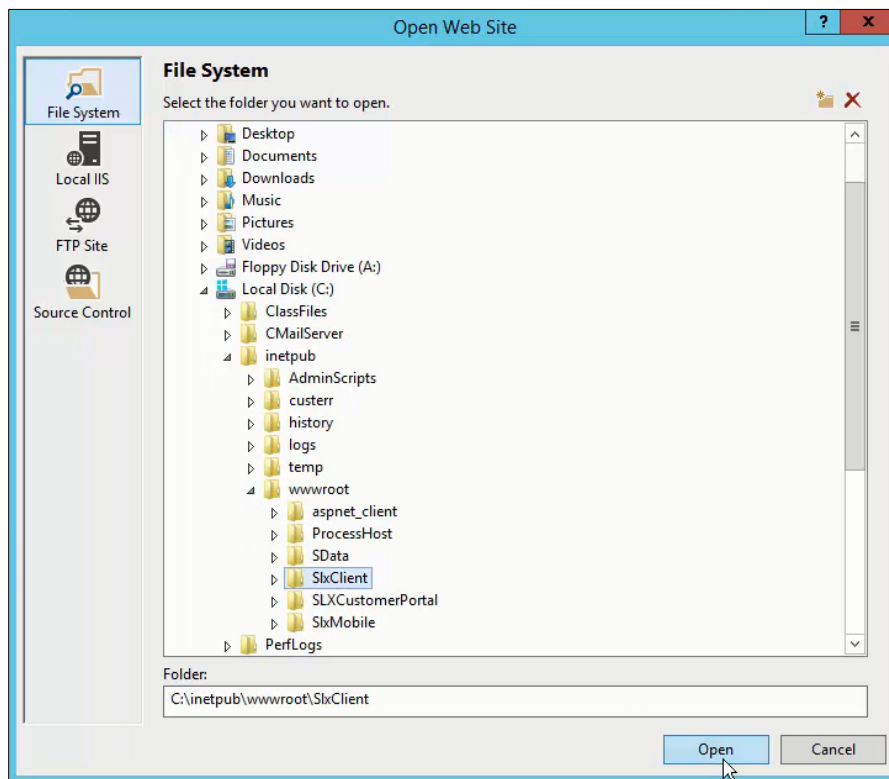 Open Web Site
? x
File System
Local IIS
FTP Site
Source Control
File System
Select the folder you want to open.
Desktop
Documents
Downloads
Music
Pictures
Videos
Floppy Disk Drive (A:)
Local Disk (C:)
ClassFiles
CMailServer
inetpub
AdminScripts
custerr
history
logs
temp
wwwroot
aspnet_client
ProcessHost
SData
SlxClient
SLXCustomerPortal
SlxMobile
PerfLogs
Folder:
C:\inetpub\wwwroot\SlxClient
Open Cancel